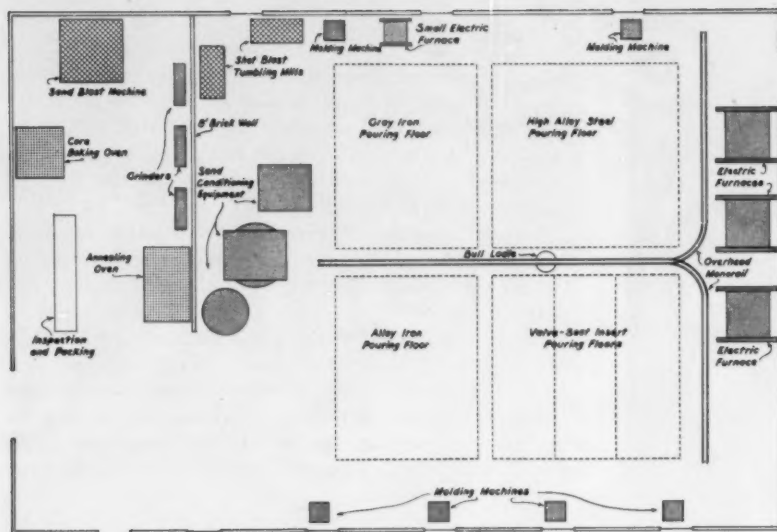 Sand Blast Machine
Shot Blast
Tumbling Mills
Molding Machine
Small Electric
Furnace
Molding Machine
8" Brick Wall
Core
Baking Oven
Grinders
Sand
Conditioning
Equipment
Gray Iron
Pouring Floor
High Alloy Steel
Pouring Floor
Electric
Furnaces
Annealing
Oven
Bull Ladle
Overhead
Monorail
Inspection
and Packing
Alloy Iron
Pouring Floor
Valve-Seat Insert
Pouring Floors
Electric
Furnace
Molding Machines